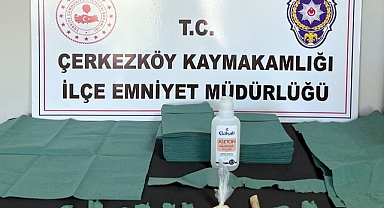 T.C.
ÇERKEZKÖY KAYMAKAMLIĞI
İLÇE EMNİYET MÜDÜRLÜĞÜ
ASETON